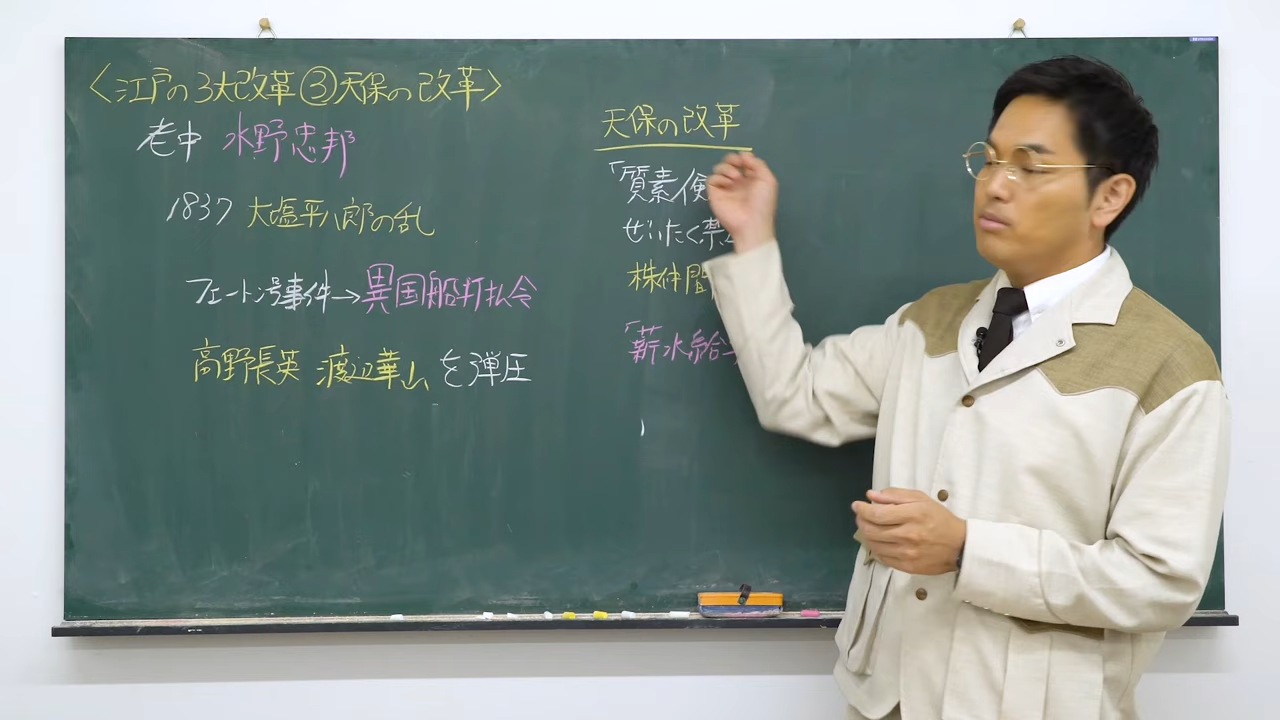 〈江戸の3大改革③天保の改革〉
老中 水野忠邦
1837 大塩平八郎の乱
フェートン号事件→異国船打払令
高野長英 渡辺華山 を弾圧
天保の改革
「質素倹
ぜいたく禁
株仲間
「薪水給